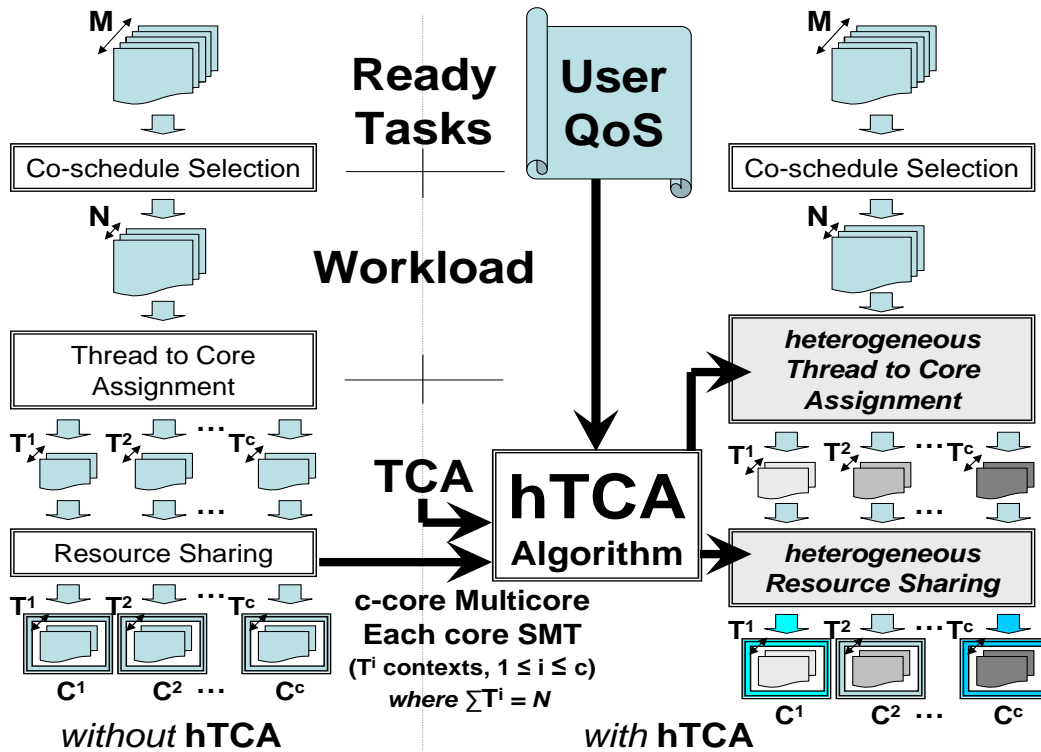 M
Co-schedule Selection
N
Thread to Core
Assignment
...
T1 T2 Tc
...
Resource Sharing
...
T1 T2 Tc
C1 C2 ... Cc
without hTCA
Ready
Tasks
Workload
User
QoS
TCA
hTCA
Algorithm
c-core Multicore
Each core SMT
(Ti contexts, 1 ≤ i ≤ c)
where ∑Ti = N
M
Co-schedule Selection
N
heterogeneous
Thread to Core
Assignment
...
T1 T2 Tc
...
heterogeneous
Resource Sharing
...
T1 T2 Tc
C1 C2 ... Cc
with hTCA